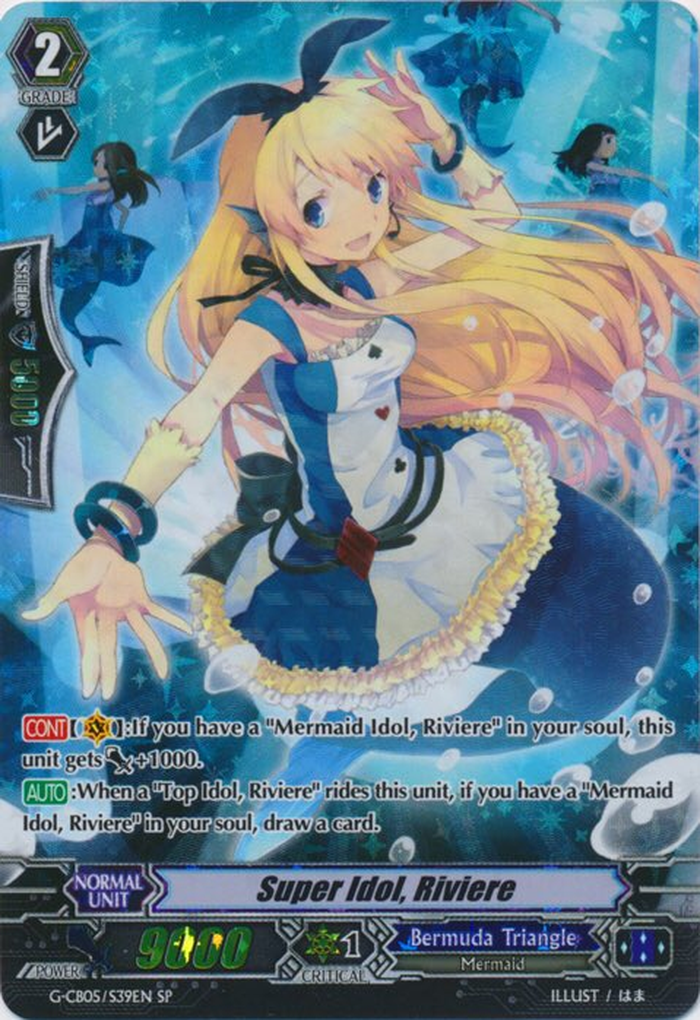 2
GRADE
SHIELD
5000
CONT【 】:If you have a "Mermaid Idol, Riviere" in your soul, this
unit gets +1000.
AUTO :When a "Top Idol, Riviere" rides this unit, if you have a "Mermaid
Idol, Riviere" in your soul, draw a card.
NORMAL
UNIT
Super Idol, Riviere
POWER
9000
1
CRITICAL
Bermuda Triangle
Mermaid
G-CB05/S39EN SP
ILLUST / はま